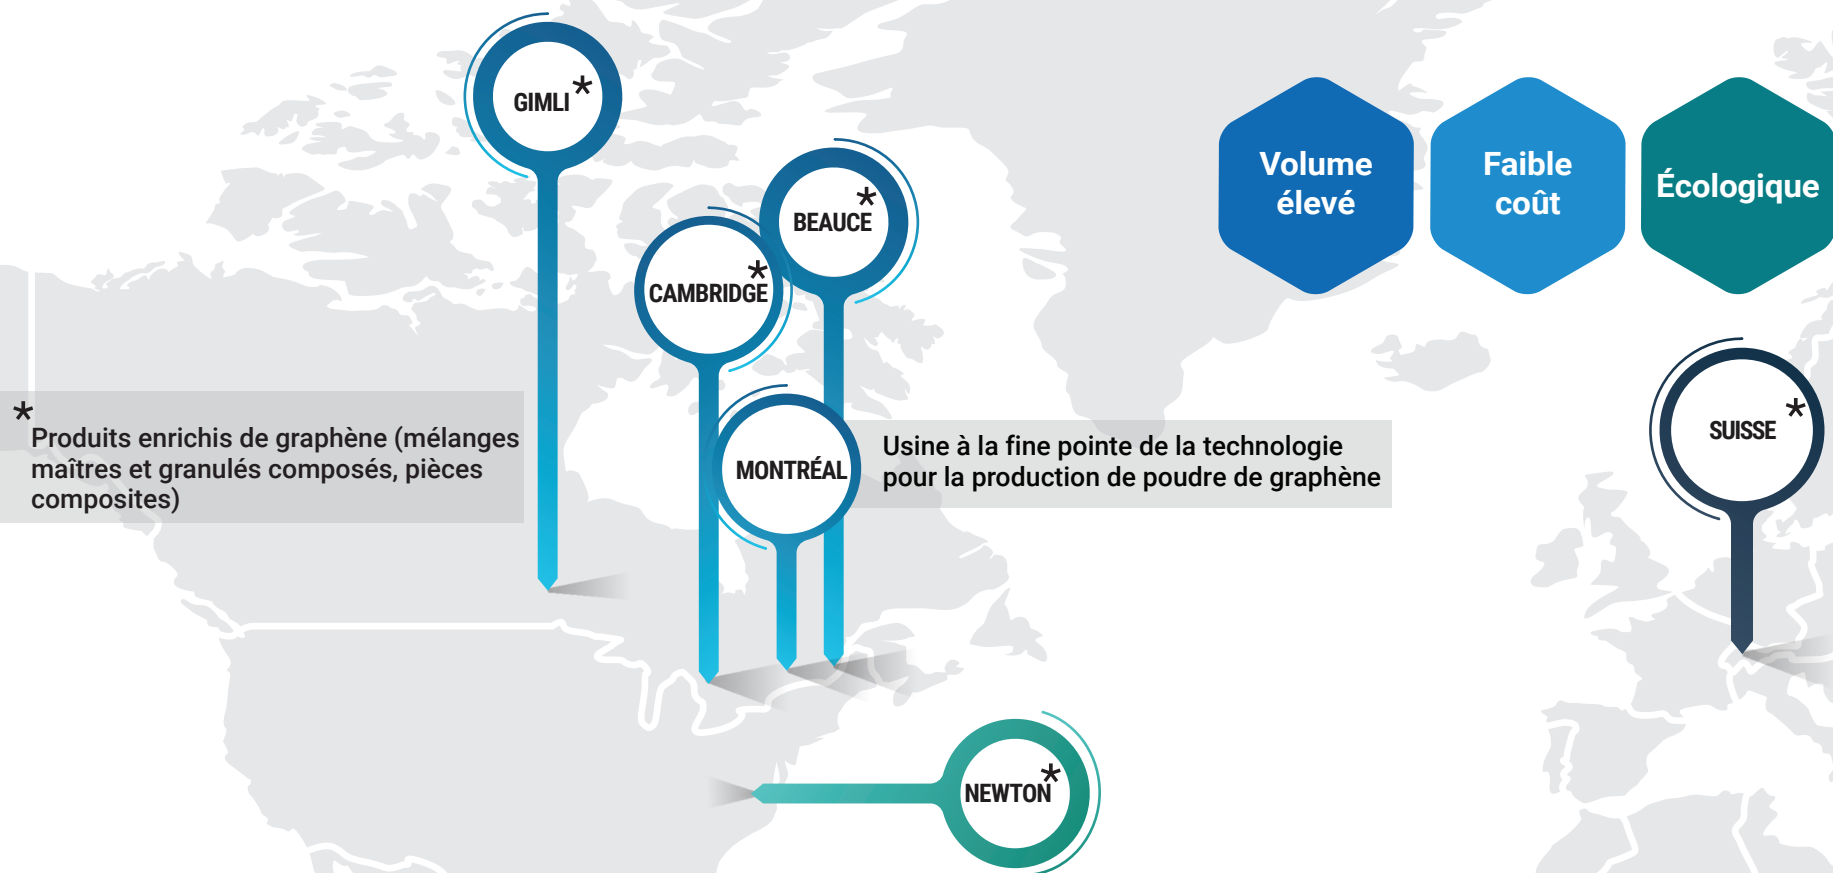 GIMLI *
BEAUCE *
CAMBRIDGE *
Volume
élevé
Faible
coût
Écologique
*
Produits enrichis de graphène (mélanges
maîtres et granulés composés, pièces
composites)
MONTRÉAL
Usine à la fine pointe de la technologie
pour la production de poudre de graphène
SUISSE *
NEWTON *